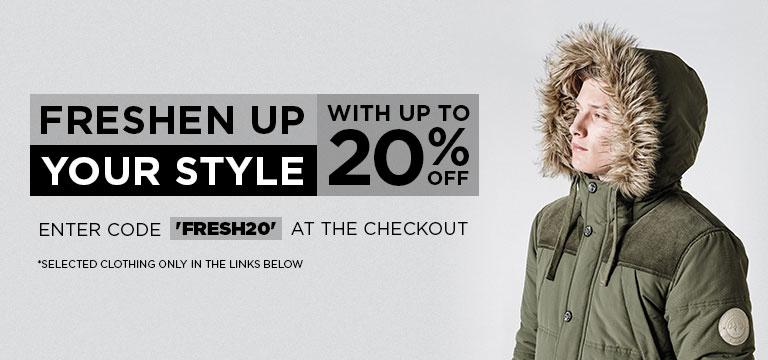 FRESHEN UP
YOUR STYLE
WITH UP TO
20%
OFF
ENTER CODE 'FRESH20' AT THE CHECKOUT
*SELECTED CLOTHING ONLY IN THE LINKS BELOW